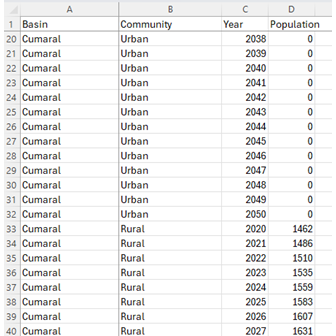 A B C D
1 Basin Community Year Population
20 Cumaral Urban 2038 0
21 Cumaral Urban 2039 0
22 Cumaral Urban 2040 0
23 Cumaral Urban 2041 0
24 Cumaral Urban 2042 0
25 Cumaral Urban 2043 0
26 Cumaral Urban 2044 0
27 Cumaral Urban 2045 0
28 Cumaral Urban 2046 0
29 Cumaral Urban 2047 0
30 Cumaral Urban 2048 0
31 Cumaral Urban 2049 0
32 Cumaral Urban 2050 0
33 Cumaral Rural 2020 1462
34 Cumaral Rural 2021 1486
35 Cumaral Rural 2022 1510
36 Cumaral Rural 2023 1535
37 Cumaral Rural 2024 1559
38 Cumaral Rural 2025 1583
39 Cumaral Rural 2026 1607
40 Cumaral Rural 2027 1631